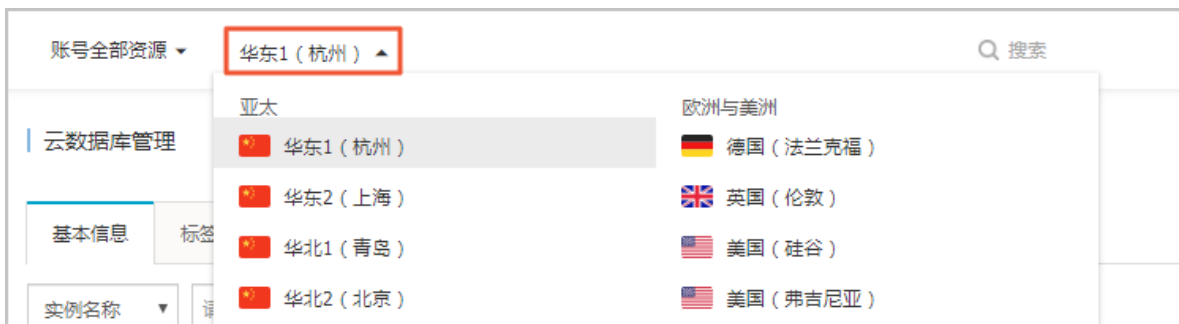 账号全部资源 华东1（杭州） 搜索
亚太 欧洲与美洲
云数据库管理 华东1（杭州） 德国（法兰克福）
华东2（上海） 英国（伦敦）
基本信息 标签 华北1（青岛） 美国（硅谷）
实例名称 华北2（北京） 美国（弗吉尼亚）